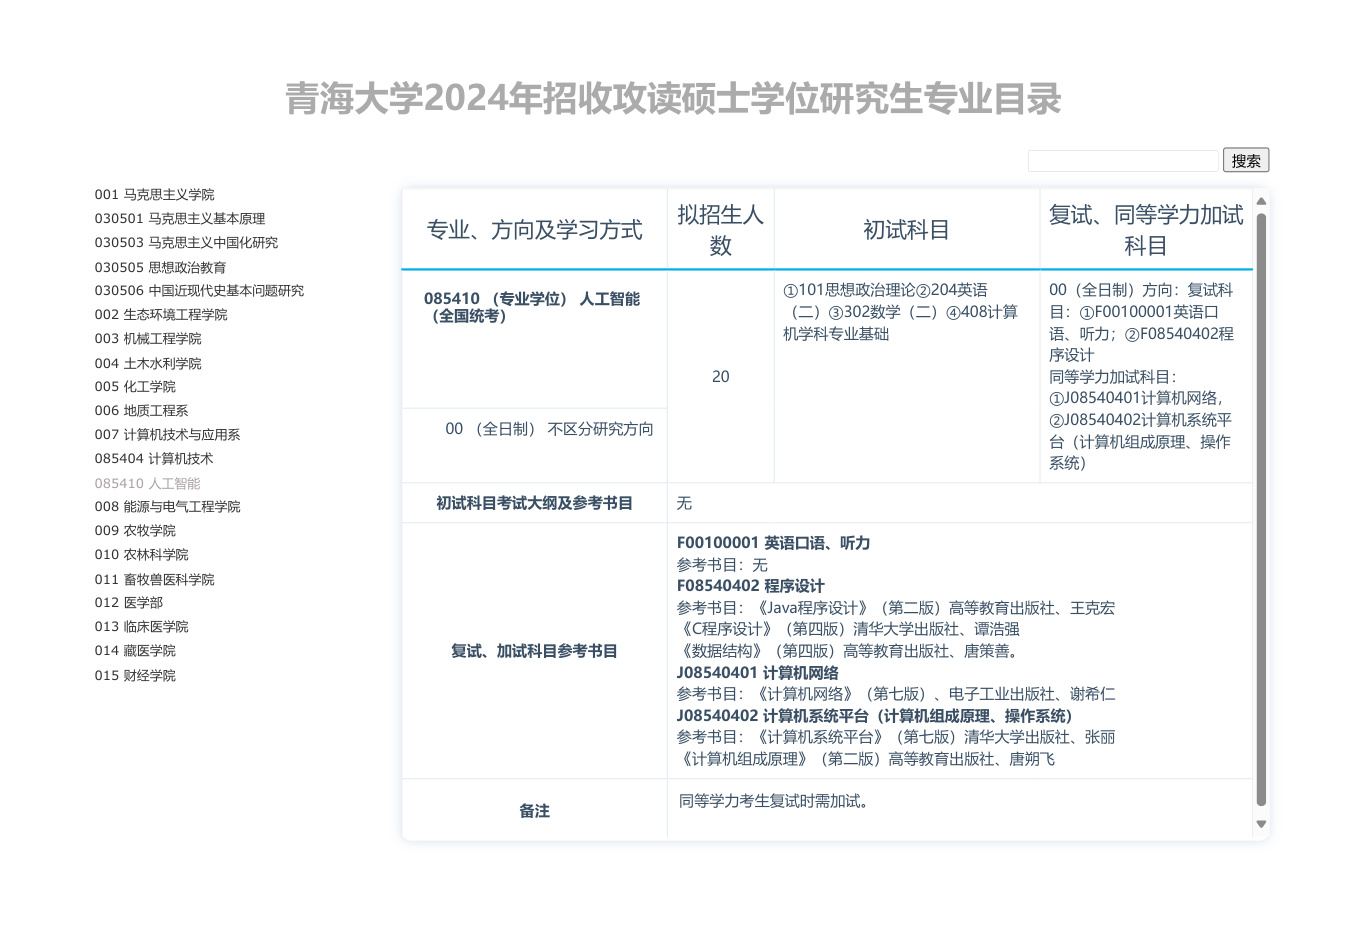 青海大学2024年招收攻读硕士学位研究生专业目录
搜索
001 马克思主义学院
030501 马克思主义基本原理
030503 马克思主义中国化研究
030505 思想政治教育
030506 中国近现代史基本问题研究
002 生态环境工程学院
003 机械工程学院
004 土木水利学院
005 化工学院
006 地质工程系
007 计算机技术与应用系
085404 计算机技术
085410 人工智能
008 能源与电气工程学院
009 农牧学院
010 农林科学院
011 畜牧兽医科学院
012 医学部
013 临床医学院
014 藏医学院
015 财经学院
专业、方向及学习方式
拟招生人
数
初试科目
复试、同等学力加试
科目
085410 （专业学位） 人工智能
（全国统考）
00 （全日制） 不区分研究方向
20
①101思想政治理论②204英语
（二）③302数学（二）④408计算
机学科专业基础
00（全日制）方向：复试科
目：①F00100001英语口
语、听力；②F08540402程
序设计
同等学力加试科目：
①J08540401计算机网络，
②J08540402计算机系统平
台（计算机组成原理、操作
系统）
初试科目考试大纲及参考书目
无
复试、加试科目参考书目
F00100001 英语口语、听力
参考书目：无
F08540402 程序设计
参考书目：《Java程序设计》（第二版）高等教育出版社、王克宏
《C程序设计》（第四版）清华大学出版社、谭浩强
《数据结构》（第四版）高等教育出版社、唐策善。
J08540401 计算机网络
参考书目：《计算机网络》（第七版）、电子工业出版社、谢希仁
J08540402 计算机系统平台（计算机组成原理、操作系统）
参考书目：《计算机系统平台》（第七版）清华大学出版社、张丽
《计算机组成原理》（第二版）高等教育出版社、唐朔飞
备注
同等学力考生复试时需加试。